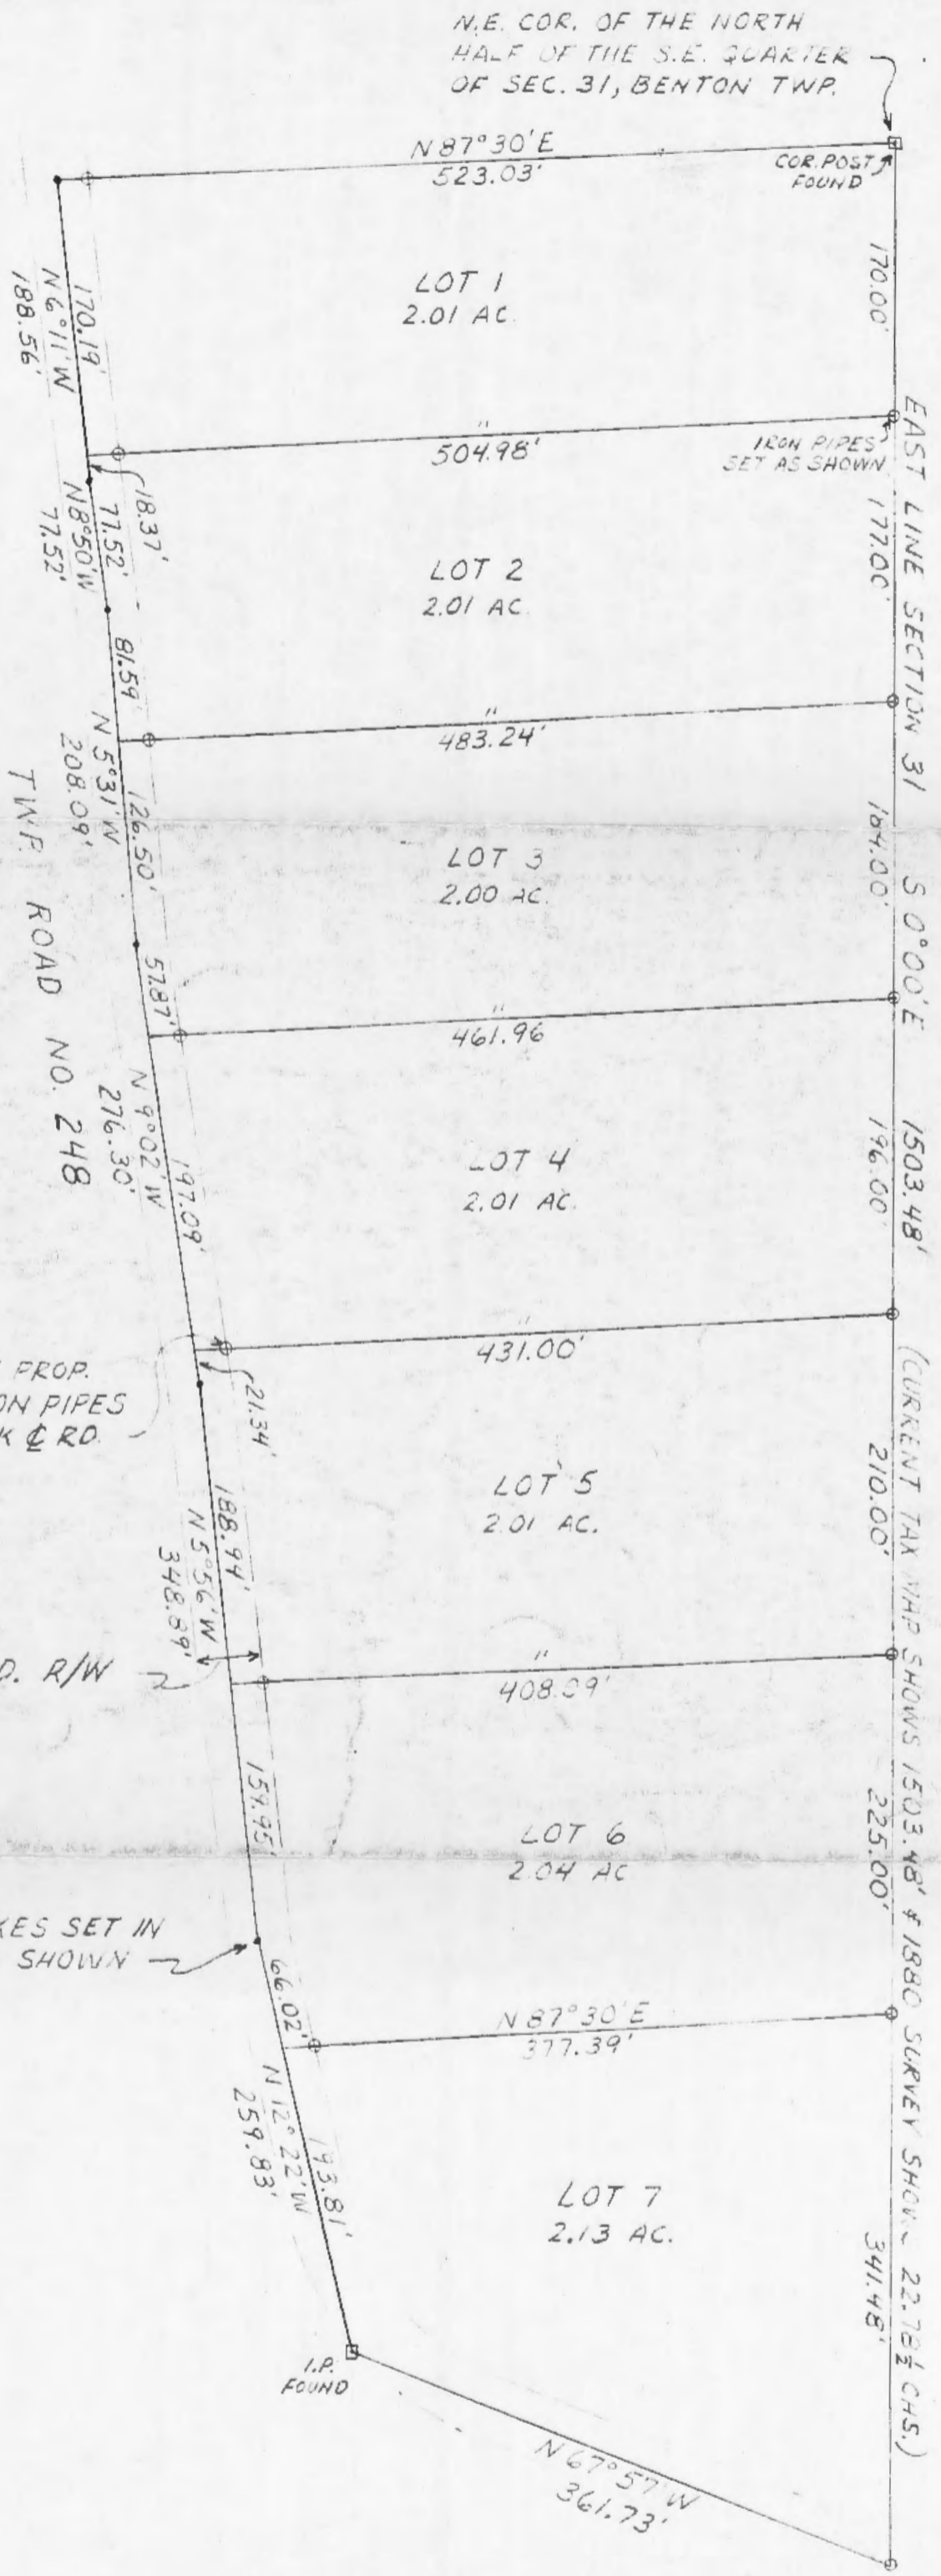 N.E. COR. OF THE NORTH
HALF OF THE S.E. QUARTER
OF SEC. 31, BENTON TWP.
N 87°30' E
523.03'
COR. POST
FOUND
170.00'
LOT 1
2.01 AC.
170.19'
N 6°11' W
188.56'
EAST LINE SECTION 31 S 0°00' E 1503.48' (CURRENT TAX MAP SHOWS 1503.48' & 1880 SURVEY SHOW 22.78½ CHS.)
"
504.98'
IRON PIPES
SET AS SHOWN
18.37'
77.52'
N 8°50' W
77.52'
177.00'
LOT 2
2.01 AC.
81.59'
"
483.24'
N 5°31' W
208.09'
126.50'
TWP. ROAD NO. 248
LOT 3
2.00 AC.
184.00'
57.87'
"
461.96
N 9°02' W
276.30'
197.09'
LOT 4
2.01 AC.
196.00'
"
431.00'
PROP.
ON PIPES
℄ RD.
21.34'
LOT 5
2.01 AC.
210.00'
188.94'
N 5°56' W
348.89'
R/W
"
159.95'
LOT 6
2.04 AC
225.00'
SET IN
SHOWN
66.02'
N 87°30' E
377.39'
N 12°22' W
259.83'
193.81'
LOT 7
2.13 AC.
341.48'
I.P.
FOUND
N 67°57' W
361.73'